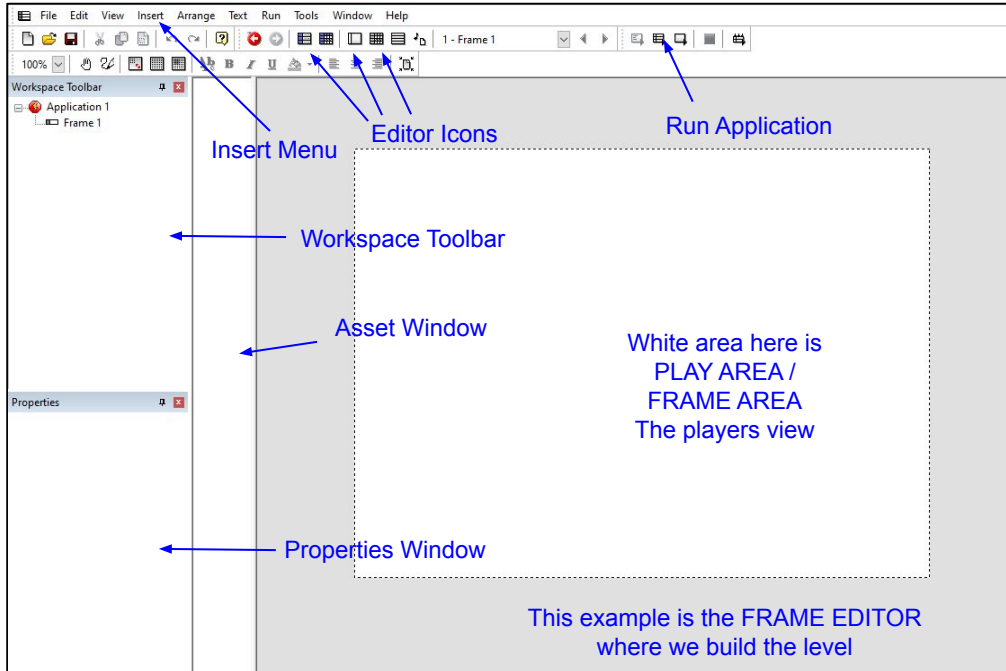 File Edit View Insert Arrange Text Run Tools Window Help
1 - Frame 1
100% B I U
Workspace Toolbar
Application 1
Frame 1
Insert Menu
Editor Icons
Run Application
Workspace Toolbar
Asset Window
White area here is
PLAY AREA /
FRAME AREA
The players view
Properties
Properties Window
This example is the FRAME EDITOR
where we build the level